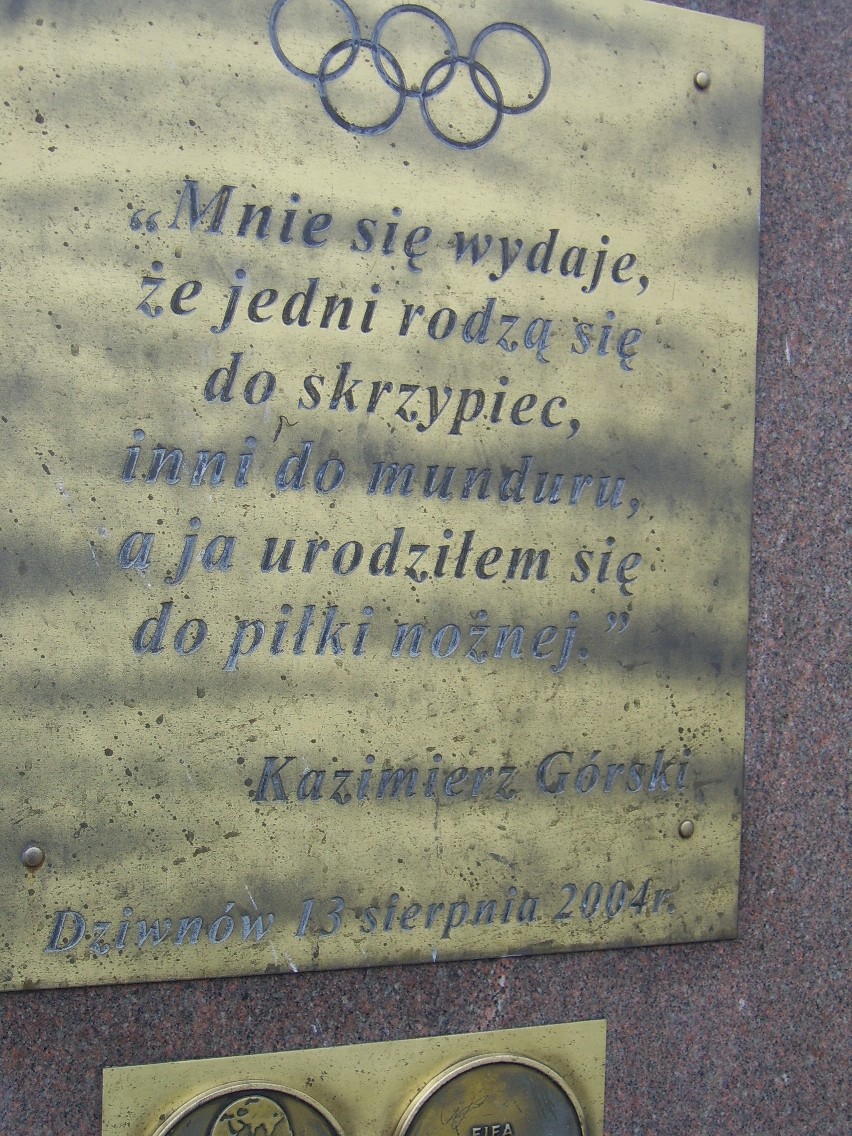 “Mnie się wydaje,
że jedni rodzą się
do skrzypiec,
inni do munduru,
a ja urodziłem się
do piłki nożnej.”
Kazimierz Górski
Dziwnów 13 sierpnia 2004r.
FIFA